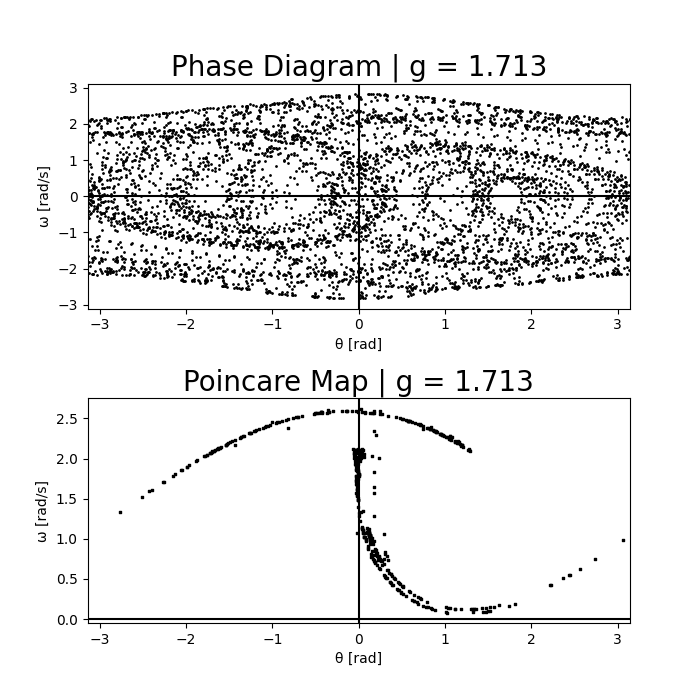 Phase Diagram | g = 1.713
3
2
1
0
−1
−2
−3
ω [rad/s]
−3 −2 −1 0 1 2 3
θ [rad]
Poincare Map | g = 1.713
2.5
2.0
1.5
1.0
0.5
0.0
ω [rad/s]
−3 −2 −1 0 1 2 3
θ [rad]